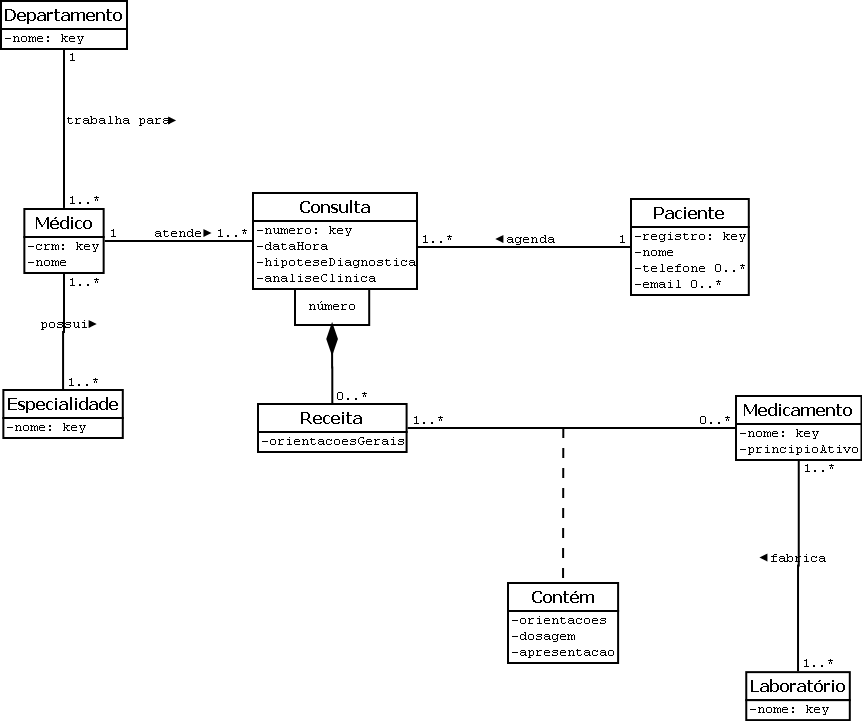 Departamento
-nome: key
1
trabalha para
1..*
Médico
-crm: key
-nome
1
atende
1..*
Consulta
-numero: key
-dataHora
-hipoteseDiagnostica
-analiseClinica
1..*
agenda
1
Paciente
-registro: key
-nome
-telefone 0..*
-email 0..*
1..*
possui
1..*
Especialidade
-nome: key
número
0..*
Receita
-orientacoesGerais
1..*
0..*
Medicamento
-nome: key
-principioAtivo
1..*
fabrica
1..*
Contém
-orientacoes
-dosagem
-apresentacao
Laboratório
-nome: key